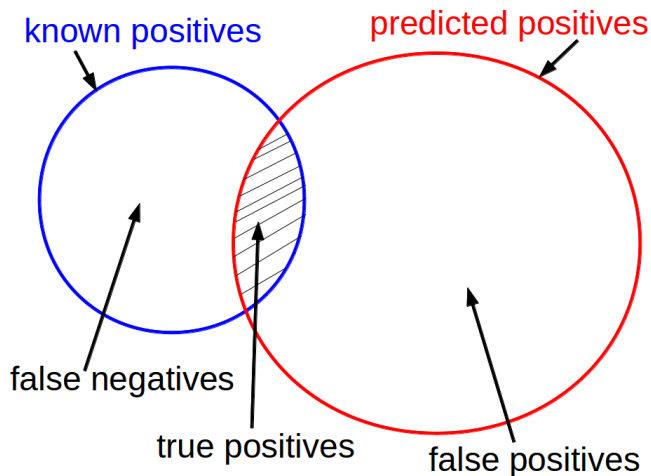 known positives
predicted positives
false negatives
true positives
false positives